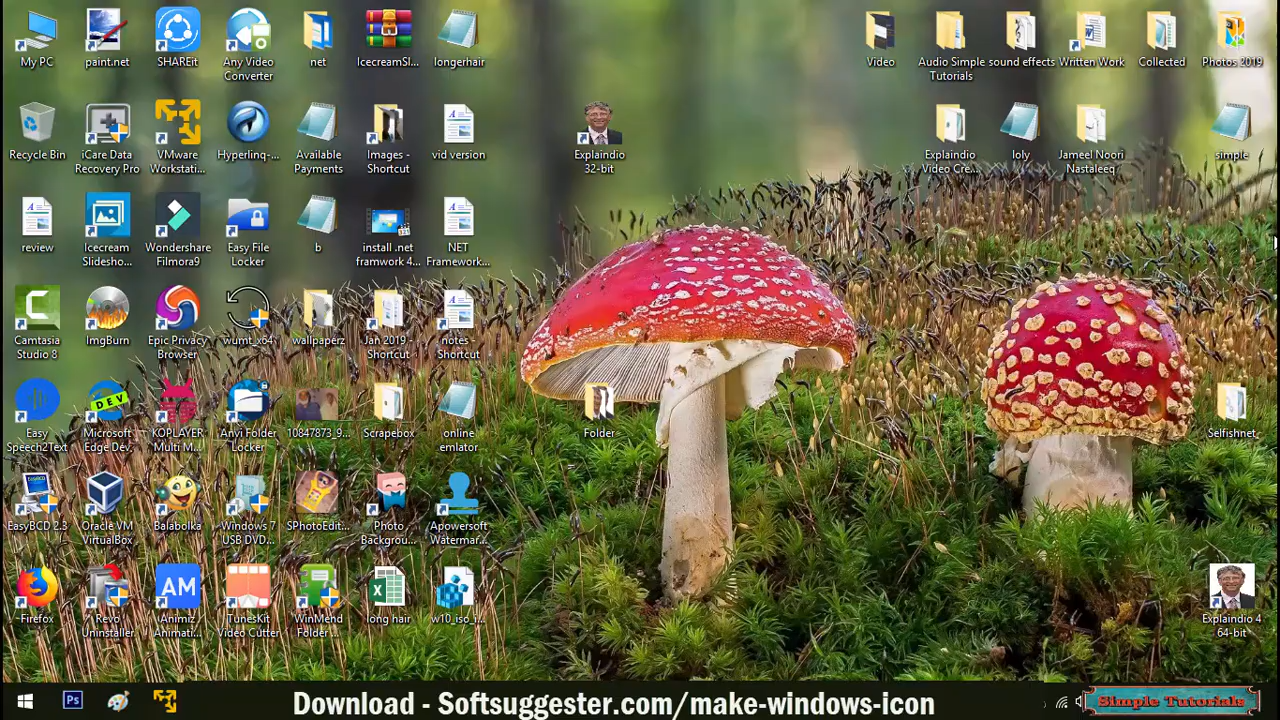 My PC
paint.net
SHAREit
Any Video
Converter
net
IcecreamSl...
longerhair
Video
Audio Simple
Tutorials
sound effects
Written Work
Collected
Photos 2019
Recycle Bin
iCare Data
Recovery Pro
VMware
Workstati...
Hyperlinq-...
Available
Payments
Images -
Shortcut
vid version
Explaindio
32-bit
Explaindio
Video Cre...
loly
Jameel Noori
Nastaleeq
simple
review
Icecream
Slidesho...
Wondershare
Filmora9
Easy File
Locker
b
install .net
framwork 4...
NET
Framework...
Camtasia
Studio 8
ImgBurn
Epic Privacy
Browser
wumt_x64
wallpaperz
Jan 2019 -
Shortcut
notes -
Shortcut
Easy
Speech2Text
DEV
Microsoft
Edge Dev
KOPLAYER
Multi M...
Anvi Folder
Locker
10847873_9...
Scrapebox
online
emiator
Folder
Selfishnet
EasyBCD 2.3
Oracle VM
VirtualBox
Balabolka
Windows 7
USB DVD...
SPhotoEdit...
Photo
Backgrou...
Apowersoft
Watermar...
Firefox
Revo
Uninstaller
AM
Animiz
Animati...
TunesKit
Video Cutter
WinMend
Folder ...
long hair
w10_iso_i...
Explaindio 4
64-bit
Ps
Download - Softsuggester.com/make-windows-icon
Simple Tutorials